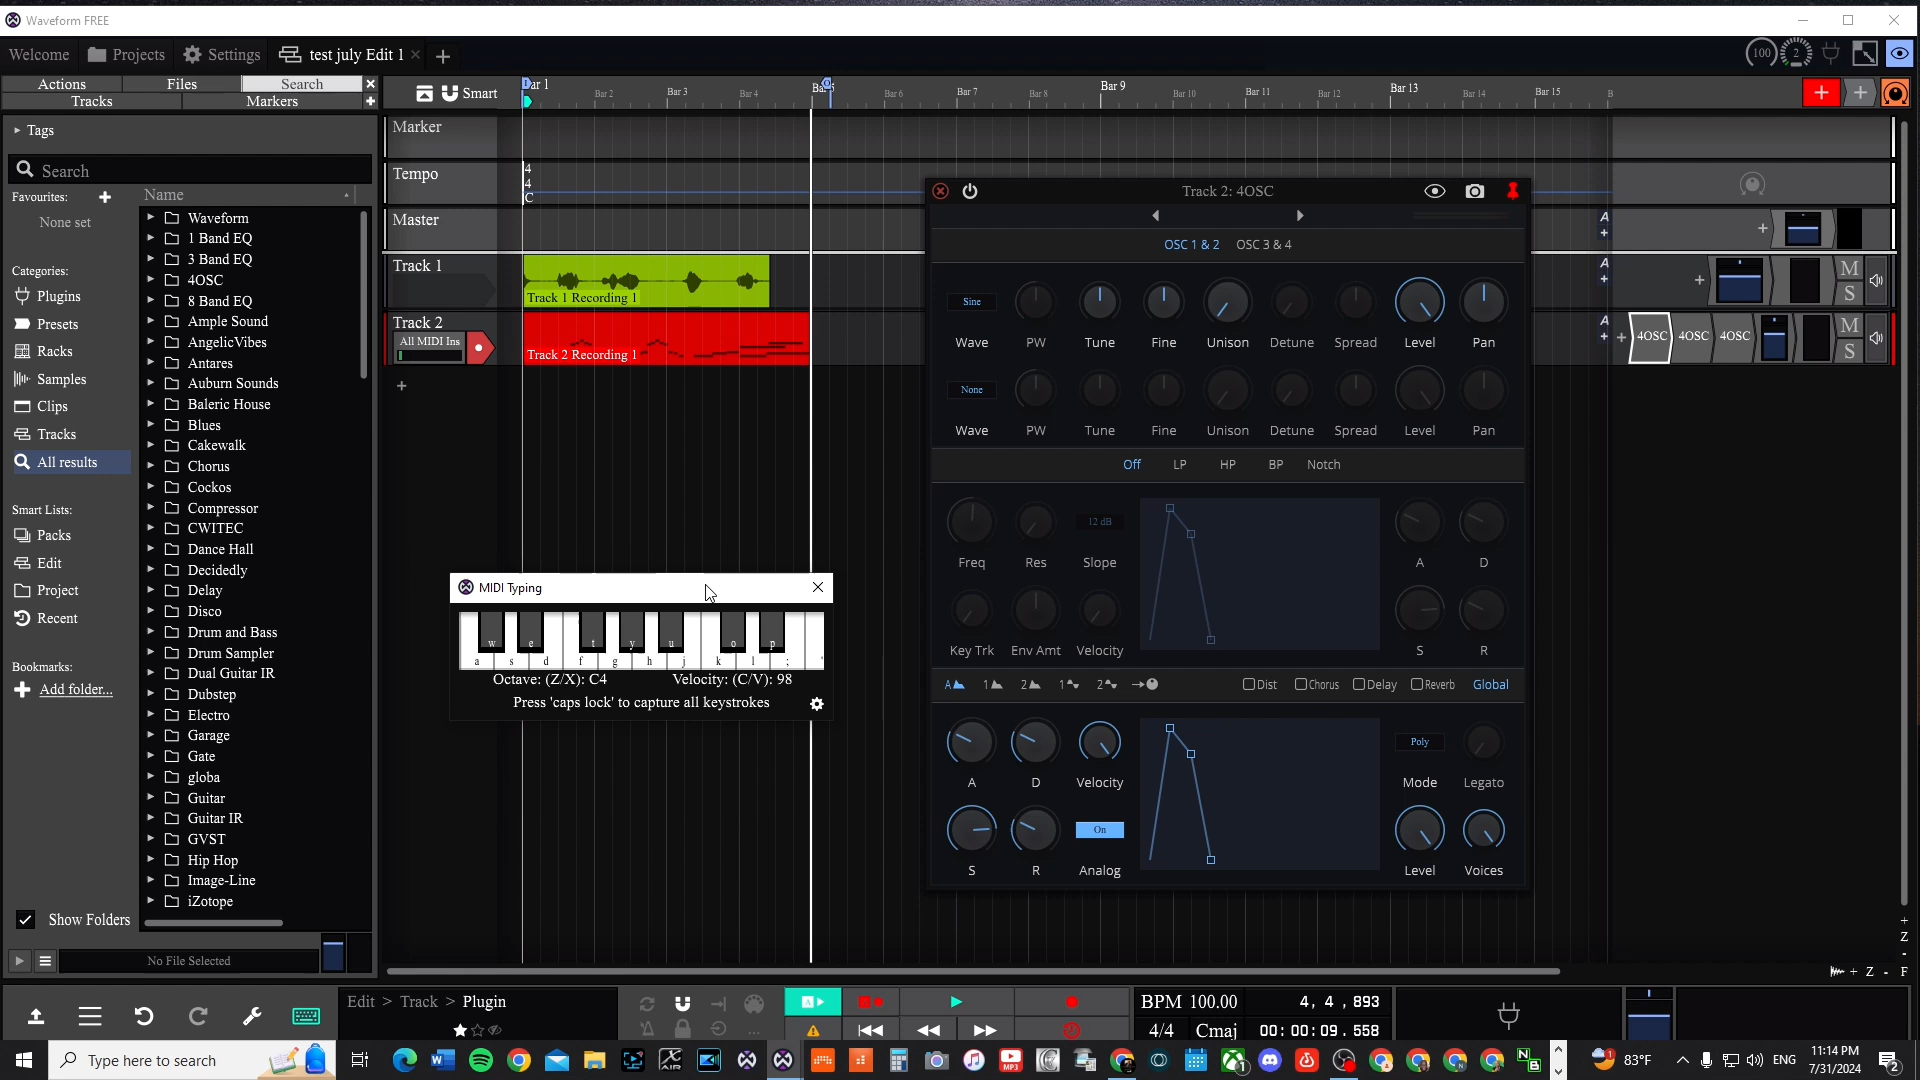 Waveform FREE
Welcome Projects Settings test july Edit 1
100 2
Actions Files Search
Tracks Markers
Smart
Bar 1 Bar 2 Bar 3 Bar 4 Bar 5 Bar 6 Bar 7 Bar 8 Bar 9 Bar 10 Bar 11 Bar 12 Bar 13 Bar 14 Bar 15 B
Tags
Search
Favourites:
None set
Categories:
Plugins
Presets
Racks
Samples
Clips
Tracks
All results
Smart Lists:
Packs
Edit
Project
Recent
Bookmarks:
Add folder...
Show Folders
No File Selected
Name
Waveform
1 Band EQ
3 Band EQ
4OSC
8 Band EQ
Ample Sound
AngelicVibes
Antares
Auburn Sounds
Baleric House
Blues
Cakewalk
Chorus
Cockos
Compressor
CWITEC
Dance Hall
Decidedly
Delay
Disco
Drum and Bass
Drum Sampler
Dual Guitar IR
Dubstep
Electro
Garage
Gate
globa
Guitar
Guitar IR
GVST
Hip Hop
Image-Line
iZotope
Marker
Tempo
4
4
C
Master
A
Track 1
Track 1 Recording 1
A M
S
Track 2
All MIDI Ins
Track 2 Recording 1
A 4OSC 4OSC 4OSC M
S
Track 2: 4OSC
OSC 1 & 2 OSC 3 & 4
Sine
Wave PW Tune Fine Unison Detune Spread Level Pan
None
Wave PW Tune Fine Unison Detune Spread Level Pan
Off LP HP BP Notch
12 dB
Freq Res Slope A D
Key Trk Env Amt Velocity S R
A 1 2 1 2 Dist Chorus Delay Reverb Global
Poly
A D Velocity Mode Legato
On
S R Analog Level Voices
MIDI Typing
w e t y u o p
a s d f g h j k l ; '
Octave: (Z/X): C4 Velocity: (C/V): 98
Press 'caps lock' to capture all keystrokes
+ Z - F
+
Z
-
Edit > Track > Plugin
A
BPM 100.00 4, 4 ,893
4/4 Cmaj 00: 00: 09. 558
Type here to search
83°F ENG 11:14 PM
7/31/2024
2